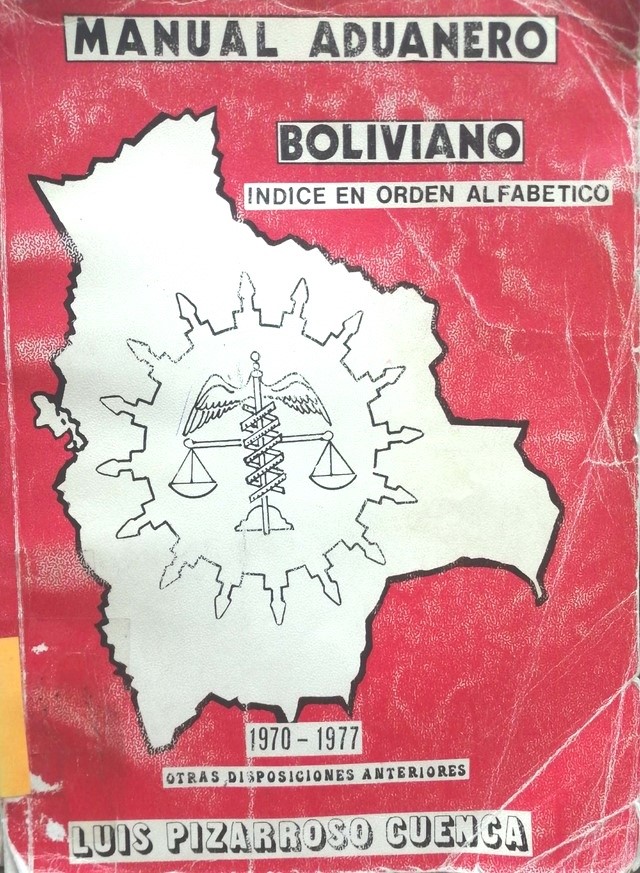 MANUAL ADUANERO
BOLIVIANO
INDICE EN ORDEN ALFABETICO
1970 - 1977
OTRAS DISPOSICIONES ANTERIORES
LUIS PIZARROSO CUENCA